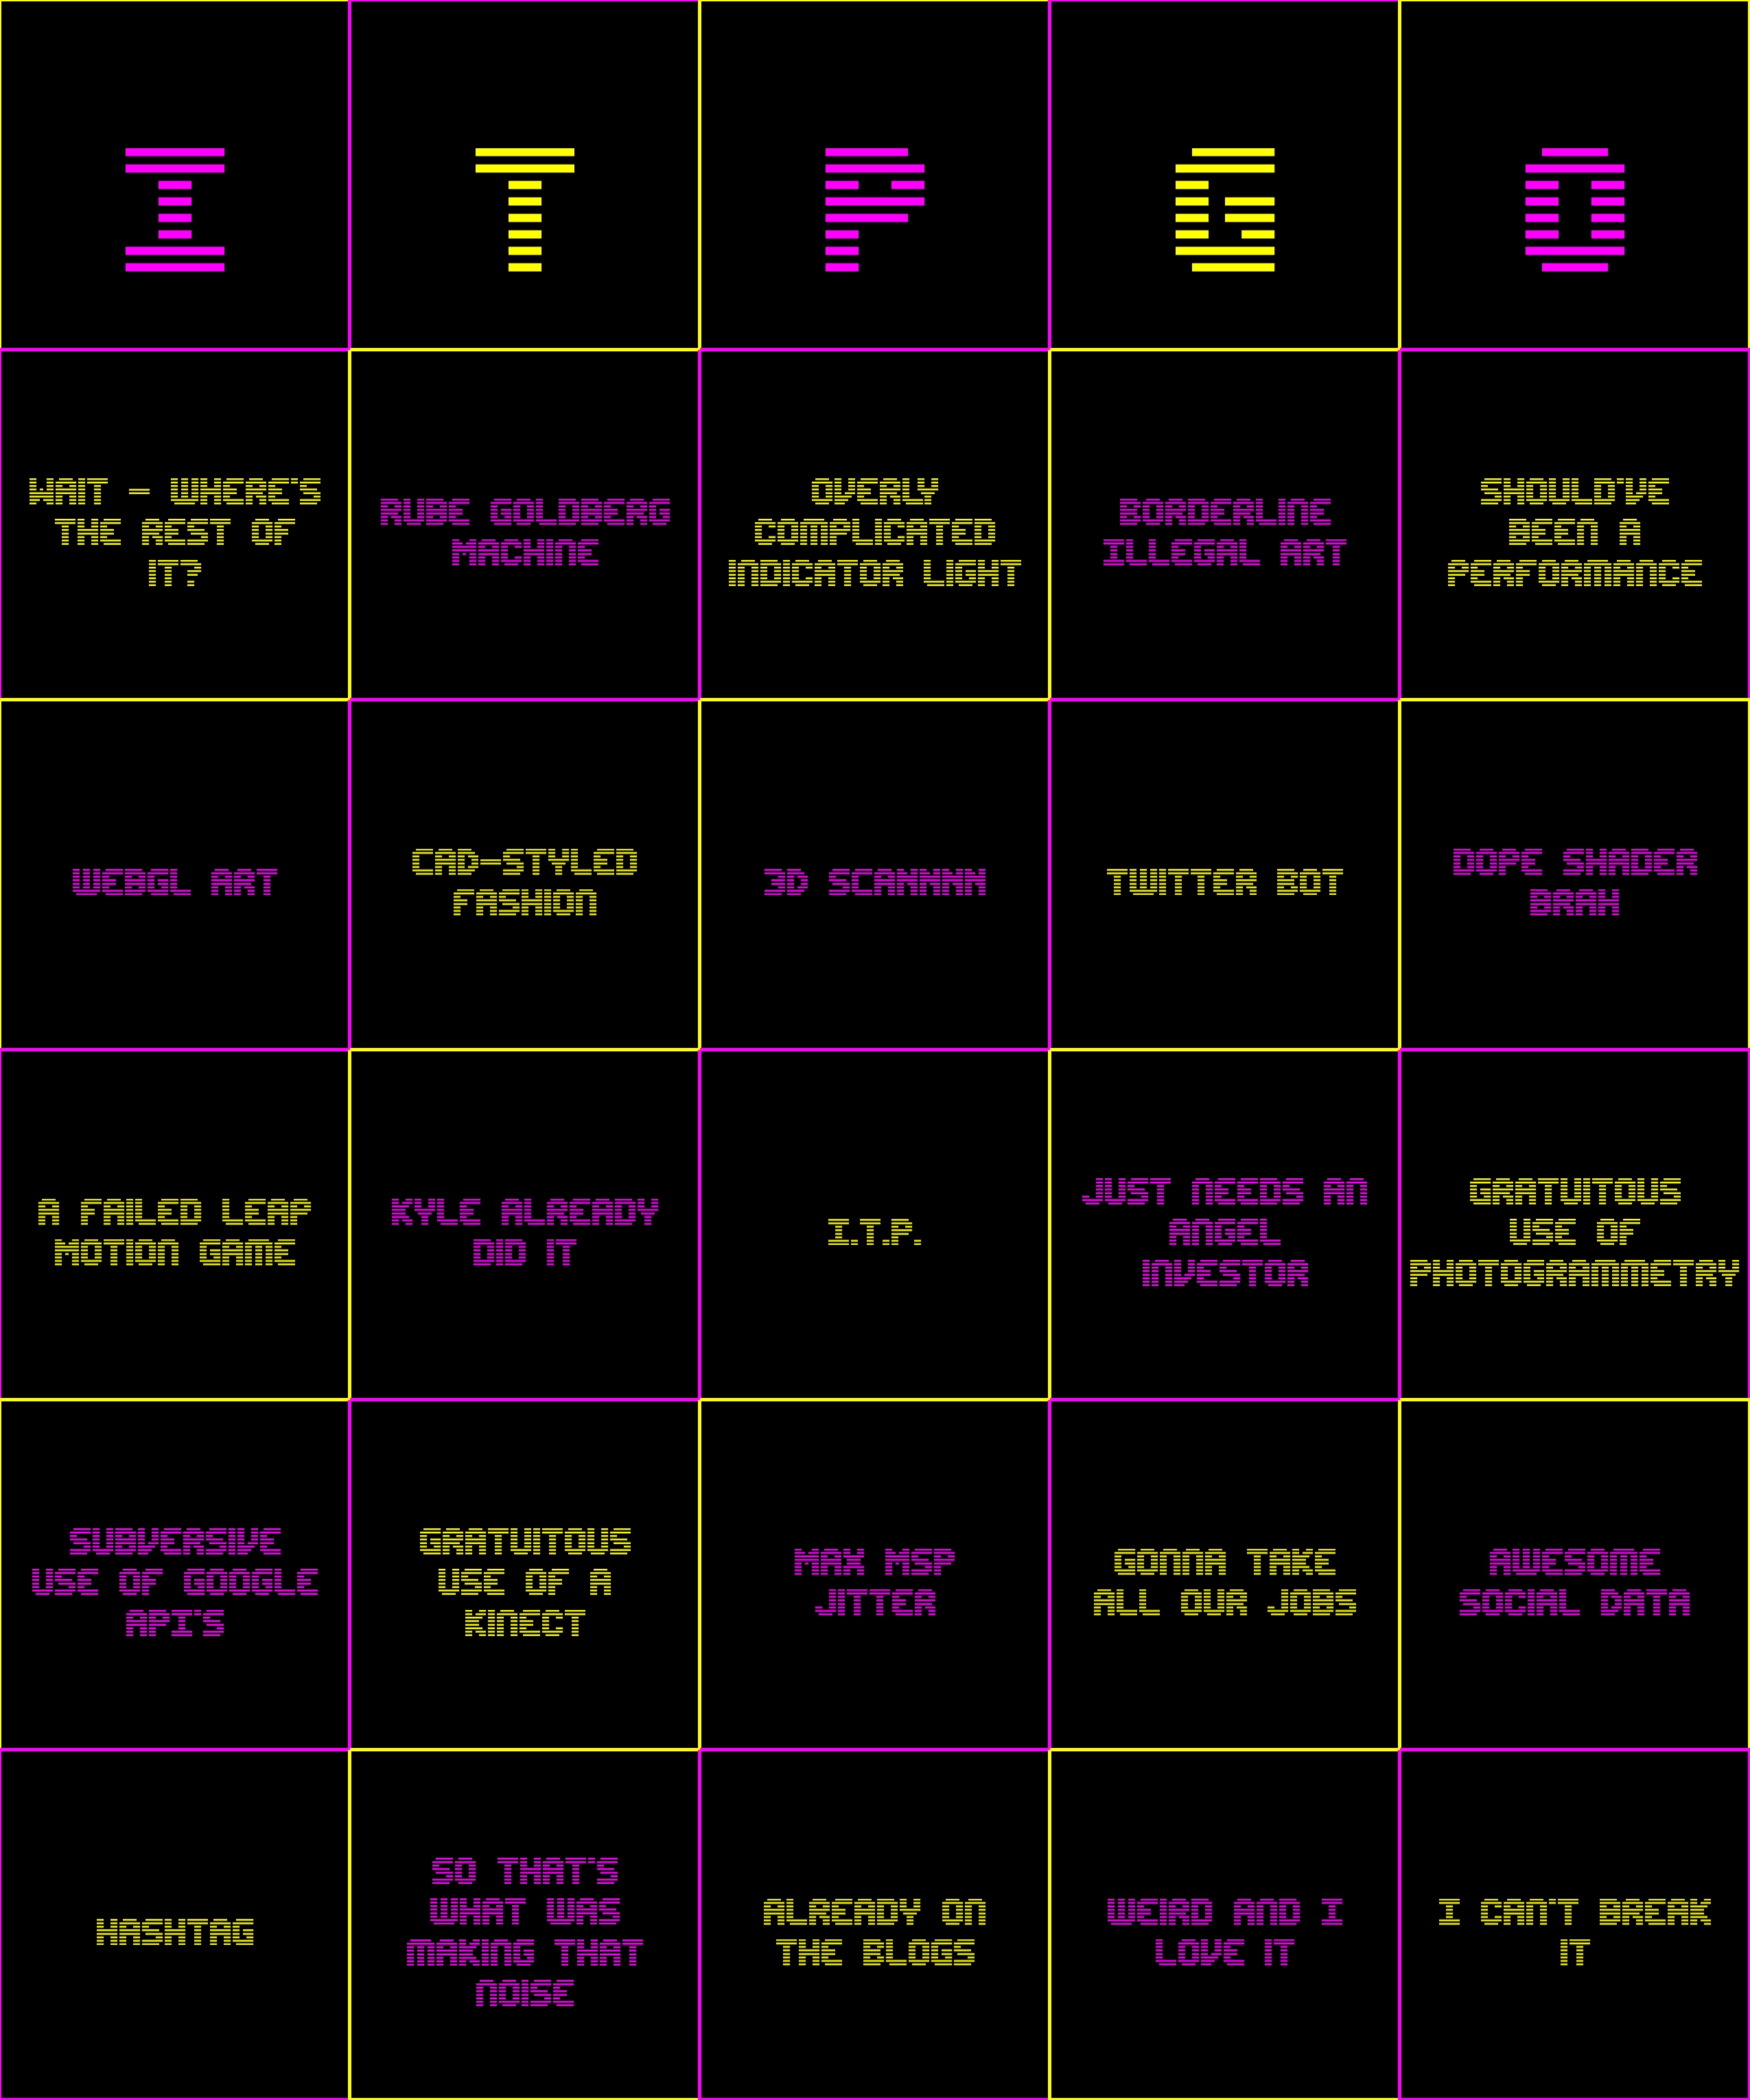 I T P G O
WAIT - WHERE'S
THE REST OF
IT?
RUBE GOLDBERG
MACHINE
OVERLY
COMPLICATED
INDICATOR LIGHT
BORDERLINE
ILLEGAL ART
SHOULD'VE
BEEN A
PERFORMANCE
WEBGL ART
CAD-STYLED
FASHION
3D SCANNNN
TWITTER BOT
DOPE SHADER
BRAH
A FAILED LEAP
MOTION GAME
KYLE ALREADY
DID IT
I.T.P.
JUST NEEDS AN
ANGEL
INVESTOR
GRATUITOUS
USE OF
PHOTOGRAMMETRY
SUBVERSIVE
USE OF GOOGLE
API'S
GRATUITOUS
USE OF A
KINECT
MAX MSP
JITTER
GONNA TAKE
ALL OUR JOBS
AWESOME
SOCIAL DATA
HASHTAG
SO THAT'S
WHAT WAS
MAKING THAT
NOISE
ALREADY ON
THE BLOGS
WEIRD AND I
LOVE IT
I CAN'T BREAK
IT